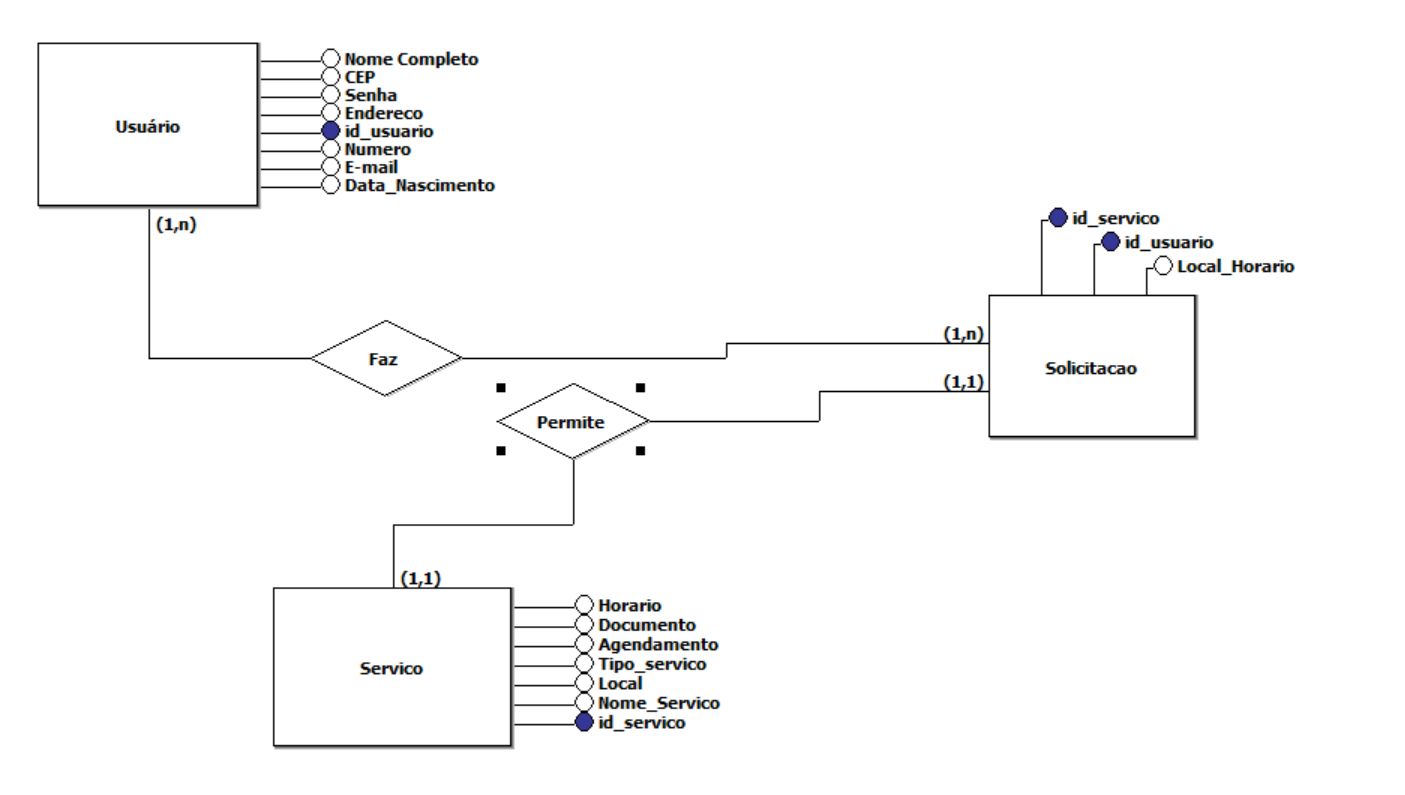 Usuário
Nome Completo
CEP
Senha
Endereco
id_usuario
Numero
E-mail
Data_Nascimento
(1,n)
id_servico
id_usuario
Local_Horario
(1,n)
Solicitacao
(1,1)
Faz
Permite
(1,1)
Servico
Horario
Documento
Agendamento
Tipo_servico
Local
Nome_Servico
id_servico